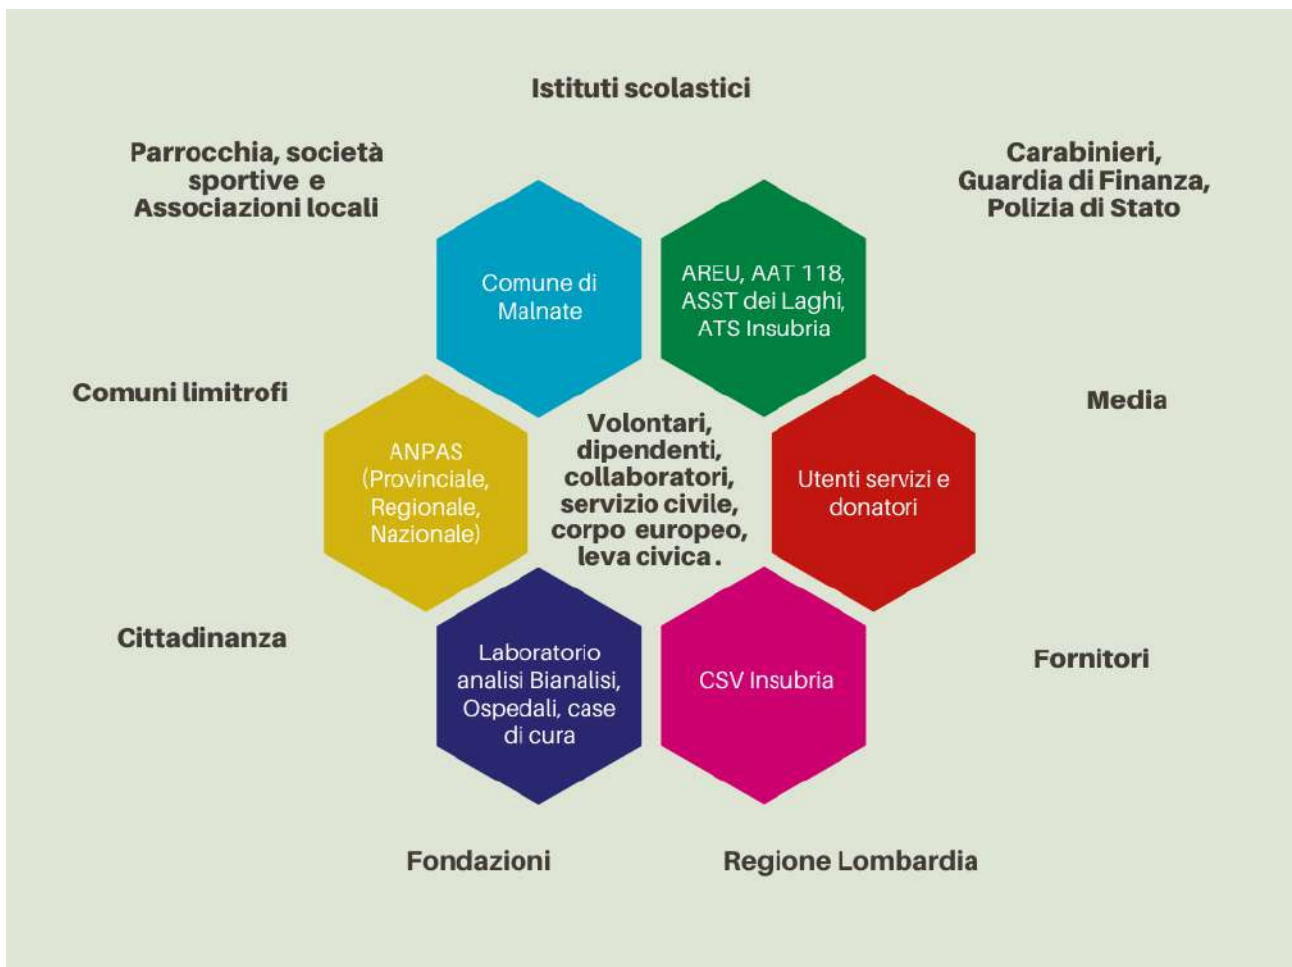 Istituti scolastici
Parrocchia, società
sportive e
Associazioni locali
Carabinieri,
Guardia di Finanza,
Polizia di Stato
Comune di
Malnate
AREU, AAT 118,
ASST dei Laghi,
ATS Insubria
Comuni limitrofi
Media
ANPAS
(Provinciale,
Regionale,
Nazionale)
Volontari,
dipendenti,
collaboratori,
servizio civile,
corpo europeo,
leva civica.
Utenti servizi e
donatori
Cittadinanza
Fornitori
Laboratorio
analisi Bianalisi,
Ospedali, case
di cura
CSV Insubria
Fondazioni
Regione Lombardia